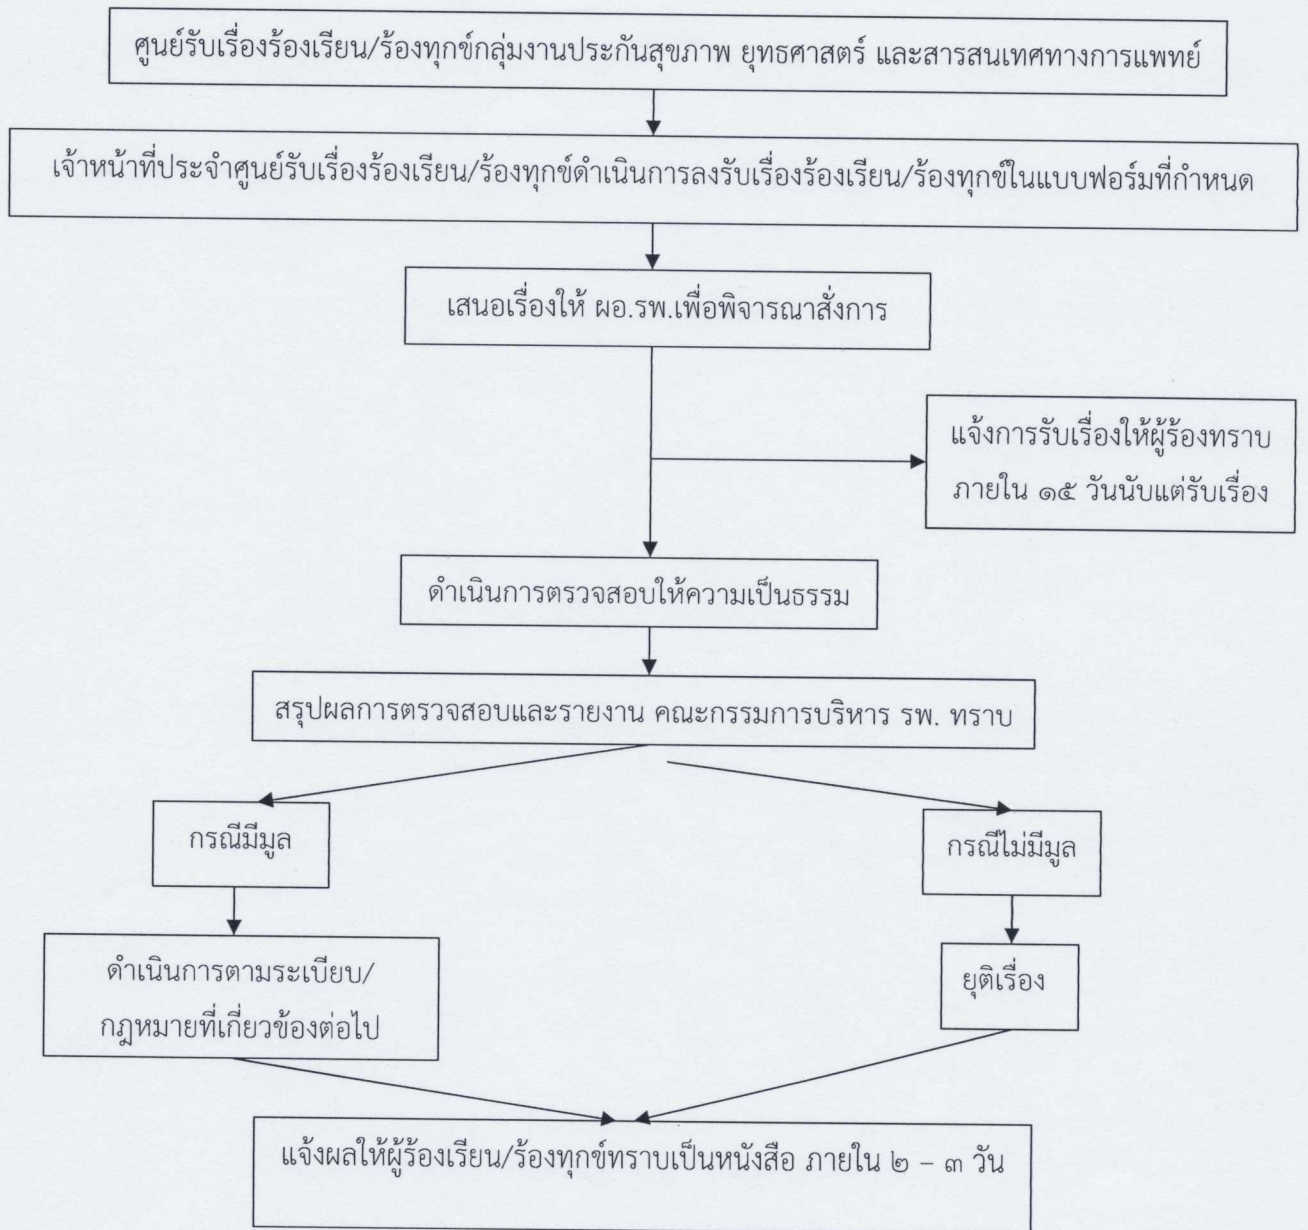 ศูนย์รับเรื่องร้องเรียน/ร้องทุกข์กลุ่มงานประกันสุขภาพ ยุทธศาสตร์ และสารสนเทศทางการแพทย์
เจ้าหน้าที่ประจำศูนย์รับเรื่องร้องเรียน/ร้องทุกข์ดำเนินการลงรับเรื่องร้องเรียน/ร้องทุกข์ในแบบฟอร์มที่กำหนด
เสนอเรื่องให้ ผอ.รพ.เพื่อพิจารณาสั่งการ
แจ้งการรับเรื่องให้ผู้ร้องทราบ
ภายใน ๑๕ วันนับแต่รับเรื่อง
ดำเนินการตรวจสอบให้ความเป็นธรรม
สรุปผลการตรวจสอบและรายงาน คณะกรรมการบริหาร รพ. ทราบ
กรณีมีมูล
กรณีไม่มีมูล
ดำเนินการตามระเบียบ/
กฎหมายที่เกี่ยวข้องต่อไป
ยุติเรื่อง
แจ้งผลให้ผู้ร้องเรียน/ร้องทุกข์ทราบเป็นหนังสือ ภายใน ๒ – ๓ วัน